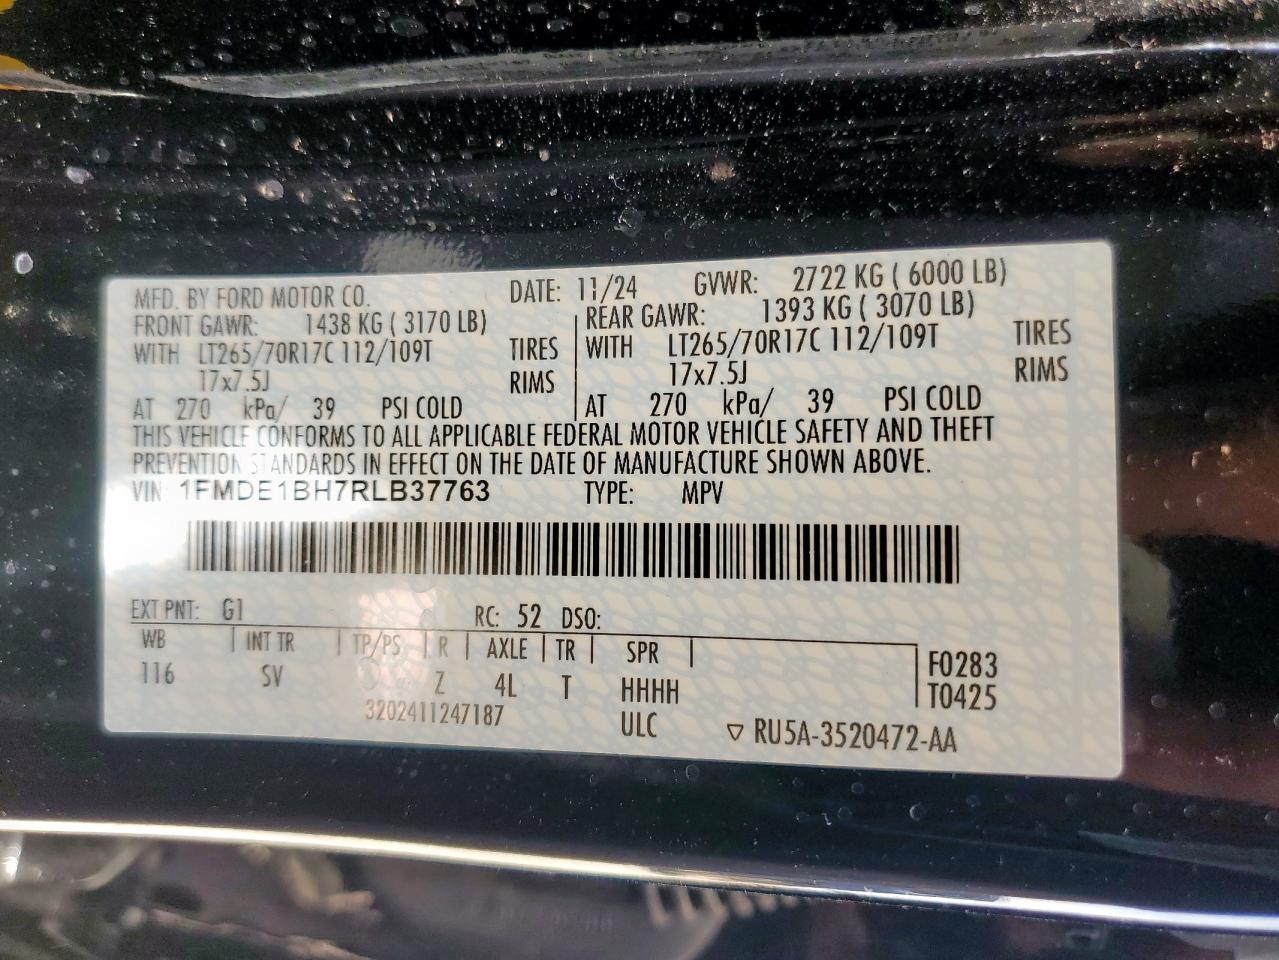 MFD. BY FORD MOTOR CO. DATE: 11/24 GVWR: 2722 KG ( 6000 LB)
FRONT GAWR: 1438 KG ( 3170 LB) REAR GAWR: 1393 KG ( 3070 LB)
WITH LT265/70R17C 112/109T TIRES WITH LT265/70R17C 112/109T TIRES
17x7.5J RIMS 17x7.5J RIMS
AT 270 kPa/ 39 PSI COLD AT 270 kPa/ 39 PSI COLD
THIS VEHICLE CONFORMS TO ALL APPLICABLE FEDERAL MOTOR VEHICLE SAFETY AND THEFT
PREVENTION STANDARDS IN EFFECT ON THE DATE OF MANUFACTURE SHOWN ABOVE.
VIN 1FMDE1BH7RLB37763 TYPE: MPV
EXT PNT: G1 RC: 52 DSO:
WB INT TR TP/PS R AXLE TR SPR F0283
116 SV Z 4L T HHHH T0425
3202411247187 ULC ▽ RU5A-3520472-AA